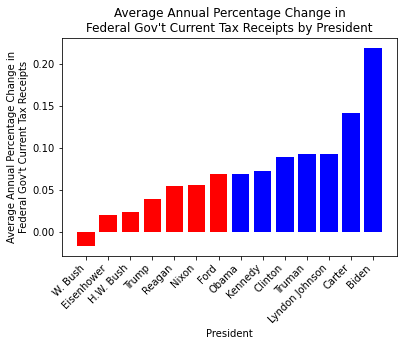 Average Annual Percentage Change in
Federal Gov't Current Tax Receipts by President
Average Annual Percentage Change in
Federal Gov't Current Tax Receipts
0.20
0.15
0.10
0.05
0.00
W. Bush
Eisenhower
H.W. Bush
Trump
Reagan
Nixon
Ford
Obama
Kennedy
Clinton
Truman
Lyndon Johnson
Carter
Biden
President